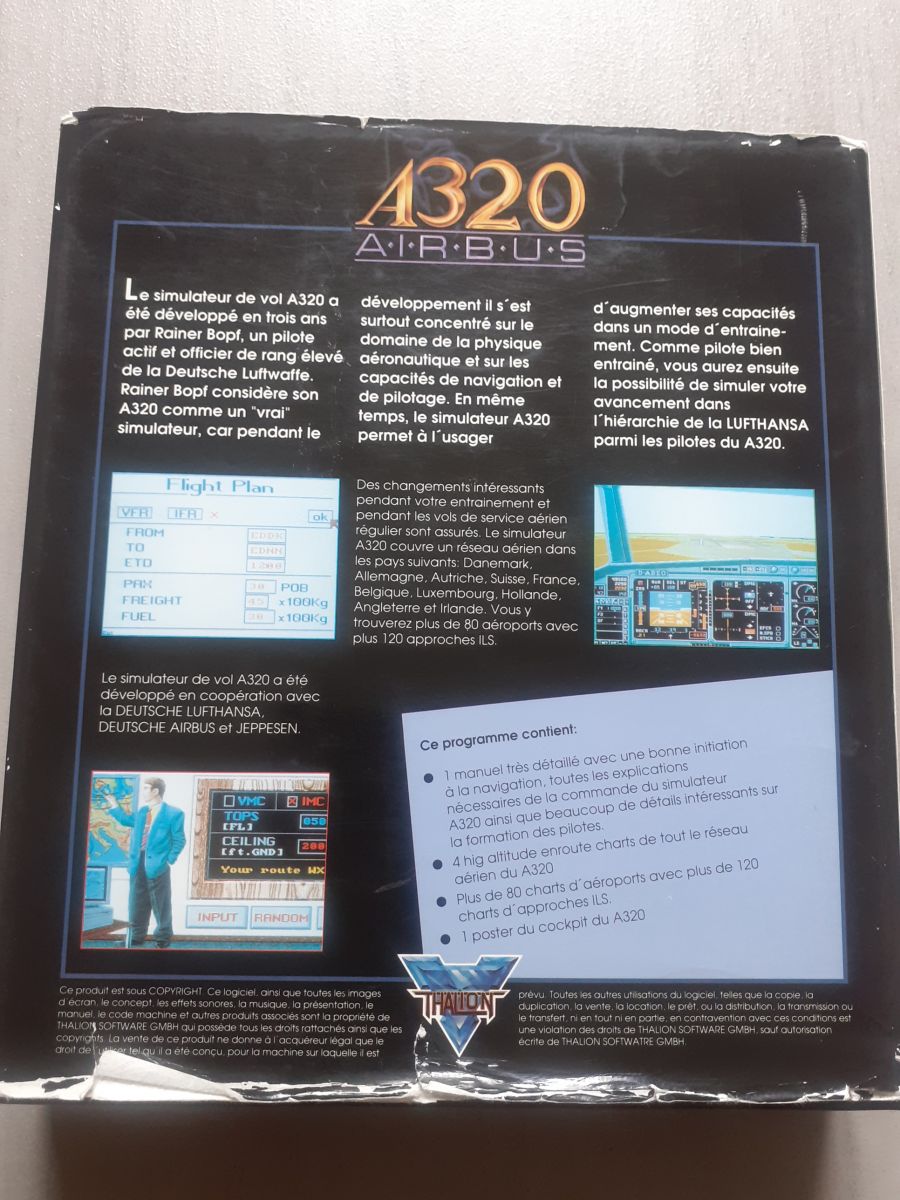 A320
A·I·R·B·U·S
Le simulateur de vol A320 a
été développé en trois ans
par Rainer Bopf, un pilote
actif et officier de rang élevé
de la Deutsche Luftwaffe.
Rainer Bopf considère son
A320 comme un "vrai"
simulateur, car pendant le
développement il s´est
surtout concentré sur le
domaine de la physique
aéronautique et sur les
capacités de navigation et
de pilotage. En même
temps, le simulateur A320
permet à l´usager
d´augmenter ses capacités
dans un mode d´entraine-
ment. Comme pilote bien
entrainé, vous aurez ensuite
la possibilité de simuler votre
avancement dans
l´hiérarchie de la LUFTHANSA
parmi les pilotes du A320.
Flight Plan
VFR IFR × ok
FROM EDDK
TO EDNN
ETD 1200
PAX 30 POB
FREIGHT 45 x100Kg
FUEL 30 x100Kg
Des changements intéressants
pendant votre entrainement et
pendant les vols de service aérien
régulier sont assurés. Le simulateur
A320 couvre un réseau aérien dans
les pays suivants: Danemark,
Allemagne, Autriche, Suisse, France,
Belgique, Luxembourg, Hollande,
Angleterre et Irlande. Vous y
trouverez plus de 80 aéroports avec
plus 120 approches ILS.
D-ABEQ
Le simulateur de vol A320 a été
développé en coopération avec
la DEUTSCHE LUFTHANSA,
DEUTSCHE AIRBUS et JEPPESEN.
VMC IMC
TOPS
[FL] 050
CEILING
[ft.GND] 200
Your route WX
INPUT RANDOM
Ce programme contient:
● 1 manuel très détaillé avec une bonne initiation
à la navigation, toutes les explications
nécessaires de la commande du simulateur
A320 ainsi que beaucoup de détails intéressants sur
la formation des pilotes.
● 4 hig altitude enroute charts de tout le réseau
aérien du A320
● Plus de 80 charts d´aéroports avec plus de 120
charts d´approches ILS.
● 1 poster du cockpit du A320
Ce produit est sous COPYRIGHT. Ce logiciel, ainsi que toutes les images
d´écran, le concept, les effets sonores, la musique, la présentation, le
manuel, le code machine et autres produits associés sont la propriété de
THALION SOFTWARE GMBH qui possède tous les droits rattachés ainsi que les
copyrights. La vente de ce produit ne donne à l´acquéreur légal que le
droit de l´utiliser tel qu´il a été conçu, pour la machine sur laquelle il est
THALION
prévu. Toutes les autres utilisations du logiciel, telles que la copie, la
duplication, la vente, la location, le prêt, ou la distribution, la transmission ou
le transfert, ni en tout ni en partie, en contravention avec ces conditions est
une violation des droits de THALION SOFTWARE GMBH, sauf autorisation
écrite de THALION SOFTWATRE GMBH.